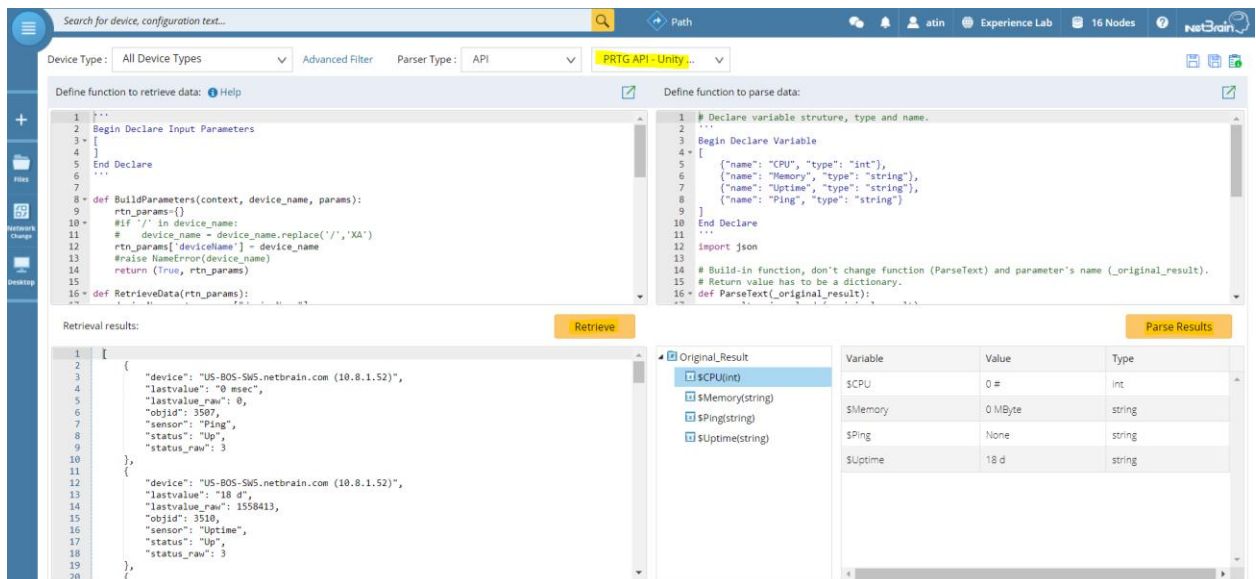 Search for device, configuration text...
Path
atin
Experience Lab
16 Nodes
NetBrain
Device Type :
All Device Types
Advanced Filter
Parser Type :
API
PRTG API - Unity ...
Define function to retrieve data:
Help
1 '''
2 Begin Declare Input Parameters
3 [
4 ]
5 End Declare
6 '''
7
8 def BuildParameters(context, device_name, params):
9 rtn_params={}
10 #if '/' in device_name:
11 # device_name = device_name.replace('/','XA')
12 rtn_params['deviceName'] = device_name
13 #raise NameError(device_name)
14 return (True, rtn_params)
15
16 def RetrieveData(rtn_params):
Define function to parse data:
1 # Declare variable struture, type and name.
2 '''
3 Begin Declare Variable
4 [
5 {"name": "CPU", "type": "int"},
6 {"name": "Memory", "type": "string"},
7 {"name": "Uptime", "type": "string"},
8 {"name": "Ping", "type": "string"}
9 ]
10 End Declare
11 '''
12 import json
13
14 # Build-in function, don't change function (ParseText) and parameter's name (_original_result).
15 # Return value has to be a dictionary.
16 def ParseText(_original_result):
Files
Network
Change
Desktop
Retrieval results:
Retrieve
1 [
2 {
3 "device": "US-BOS-SW5.netbrain.com (10.8.1.52)",
4 "lastvalue": "0 msec",
5 "lastvalue_raw": 0,
6 "objid": 3507,
7 "sensor": "Ping",
8 "status": "Up",
9 "status_raw": 3
10 },
11 {
12 "device": "US-BOS-SW5.netbrain.com (10.8.1.52)",
13 "lastvalue": "18 d",
14 "lastvalue_raw": 1558413,
15 "objid": 3510,
16 "sensor": "Uptime",
17 "status": "Up",
18 "status_raw": 3
19 },
20 {
Parse Results
Original_Result
$CPU(int)
$Memory(string)
$Ping(string)
$Uptime(string)
Variable Value Type
$CPU 0 # int
$Memory 0 MByte string
$Ping None string
$Uptime 18 d string